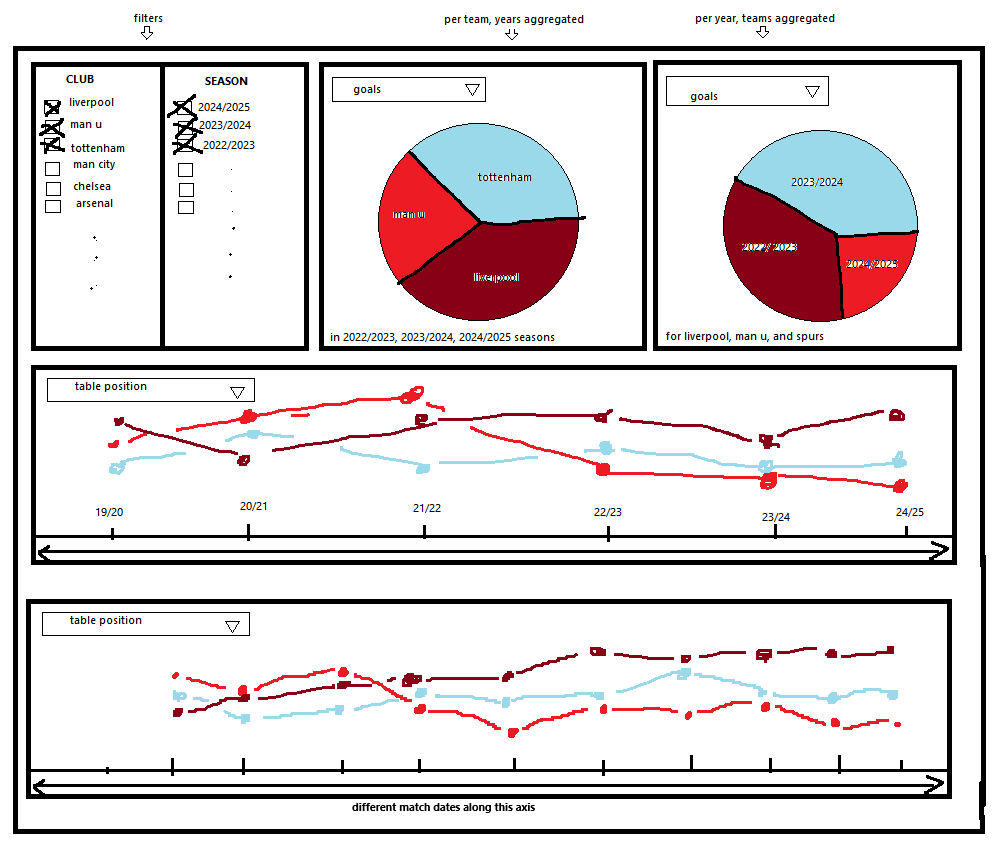 filters
per team, years aggregated
per year, teams aggregated
CLUB
SEASON
liverpool
2024/2025
man u
2023/2024
tottenham
2022/2023
man city
chelsea
arsenal
goals
tottenham
man u
liverpool
in 2022/2023, 2023/2024, 2024/2025 seasons
goals
2023/2024
2022/ 2023
2024/2025
for liverpool, man u, and spurs
table position
19/20
20/21
21/22
22/23
23/24
24/25
table position
different match dates along this axis